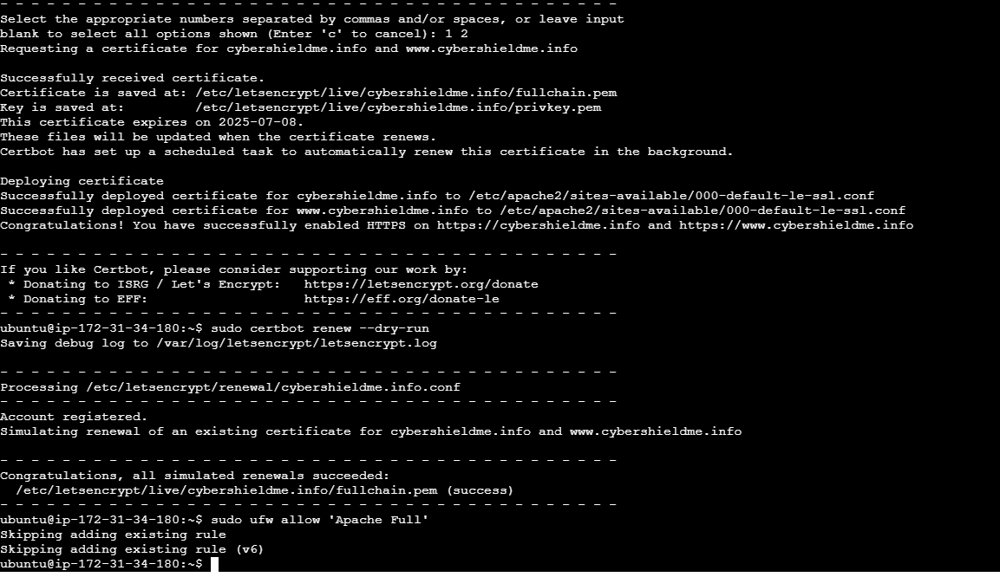 - - - - - - - - - - - - - - - - - - - - - - - - - - - - - - - - - - - - - - - -
Select the appropriate numbers separated by commas and/or spaces, or leave input
blank to select all options shown (Enter 'c' to cancel): 1 2
Requesting a certificate for cybershieldme.info and www.cybershieldme.info

Successfully received certificate.
Certificate is saved at: /etc/letsencrypt/live/cybershieldme.info/fullchain.pem
Key is saved at:         /etc/letsencrypt/live/cybershieldme.info/privkey.pem
This certificate expires on 2025-07-08.
These files will be updated when the certificate renews.
Certbot has set up a scheduled task to automatically renew this certificate in the background.

Deploying certificate
Successfully deployed certificate for cybershieldme.info to /etc/apache2/sites-available/000-default-le-ssl.conf
Successfully deployed certificate for www.cybershieldme.info to /etc/apache2/sites-available/000-default-le-ssl.conf
Congratulations! You have successfully enabled HTTPS on https://cybershieldme.info and https://www.cybershieldme.info

- - - - - - - - - - - - - - - - - - - - - - - - - - - - - - - - - - - - - - - -
If you like Certbot, please consider supporting our work by:
 * Donating to ISRG / Let's Encrypt:   https://letsencrypt.org/donate
 * Donating to EFF:                    https://eff.org/donate-le
- - - - - - - - - - - - - - - - - - - - - - - - - - - - - - - - - - - - - - - -
ubuntu@ip-172-31-34-180:~$ sudo certbot renew --dry-run
Saving debug log to /var/log/letsencrypt/letsencrypt.log

- - - - - - - - - - - - - - - - - - - - - - - - - - - - - - - - - - - - - - - -
Processing /etc/letsencrypt/renewal/cybershieldme.info.conf
- - - - - - - - - - - - - - - - - - - - - - - - - - - - - - - - - - - - - - - -
Account registered.
Simulating renewal of an existing certificate for cybershieldme.info and www.cybershieldme.info

- - - - - - - - - - - - - - - - - - - - - - - - - - - - - - - - - - - - - - - -
Congratulations, all simulated renewals succeeded:
  /etc/letsencrypt/live/cybershieldme.info/fullchain.pem (success)
- - - - - - - - - - - - - - - - - - - - - - - - - - - - - - - - - - - - - - - -
ubuntu@ip-172-31-34-180:~$ sudo ufw allow 'Apache Full'
Skipping adding existing rule
Skipping adding existing rule (v6)
ubuntu@ip-172-31-34-180:~$